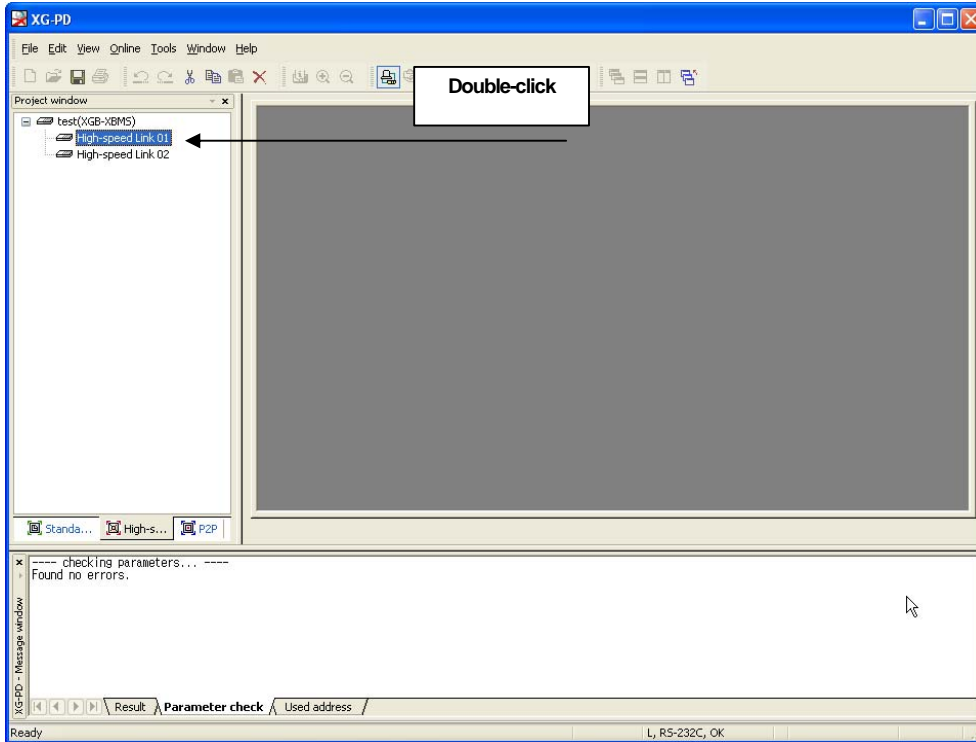 XG-PD
File Edit View Online Tools Window Help
Double-click
Project window
test(XGB-XBMS)
High-speed Link 01
High-speed Link 02
Standa... High-s... P2P
---- checking parameters... ----
Found no errors.
XG-PD - Message window
Result Parameter check Used address
Ready L, RS-232C, OK